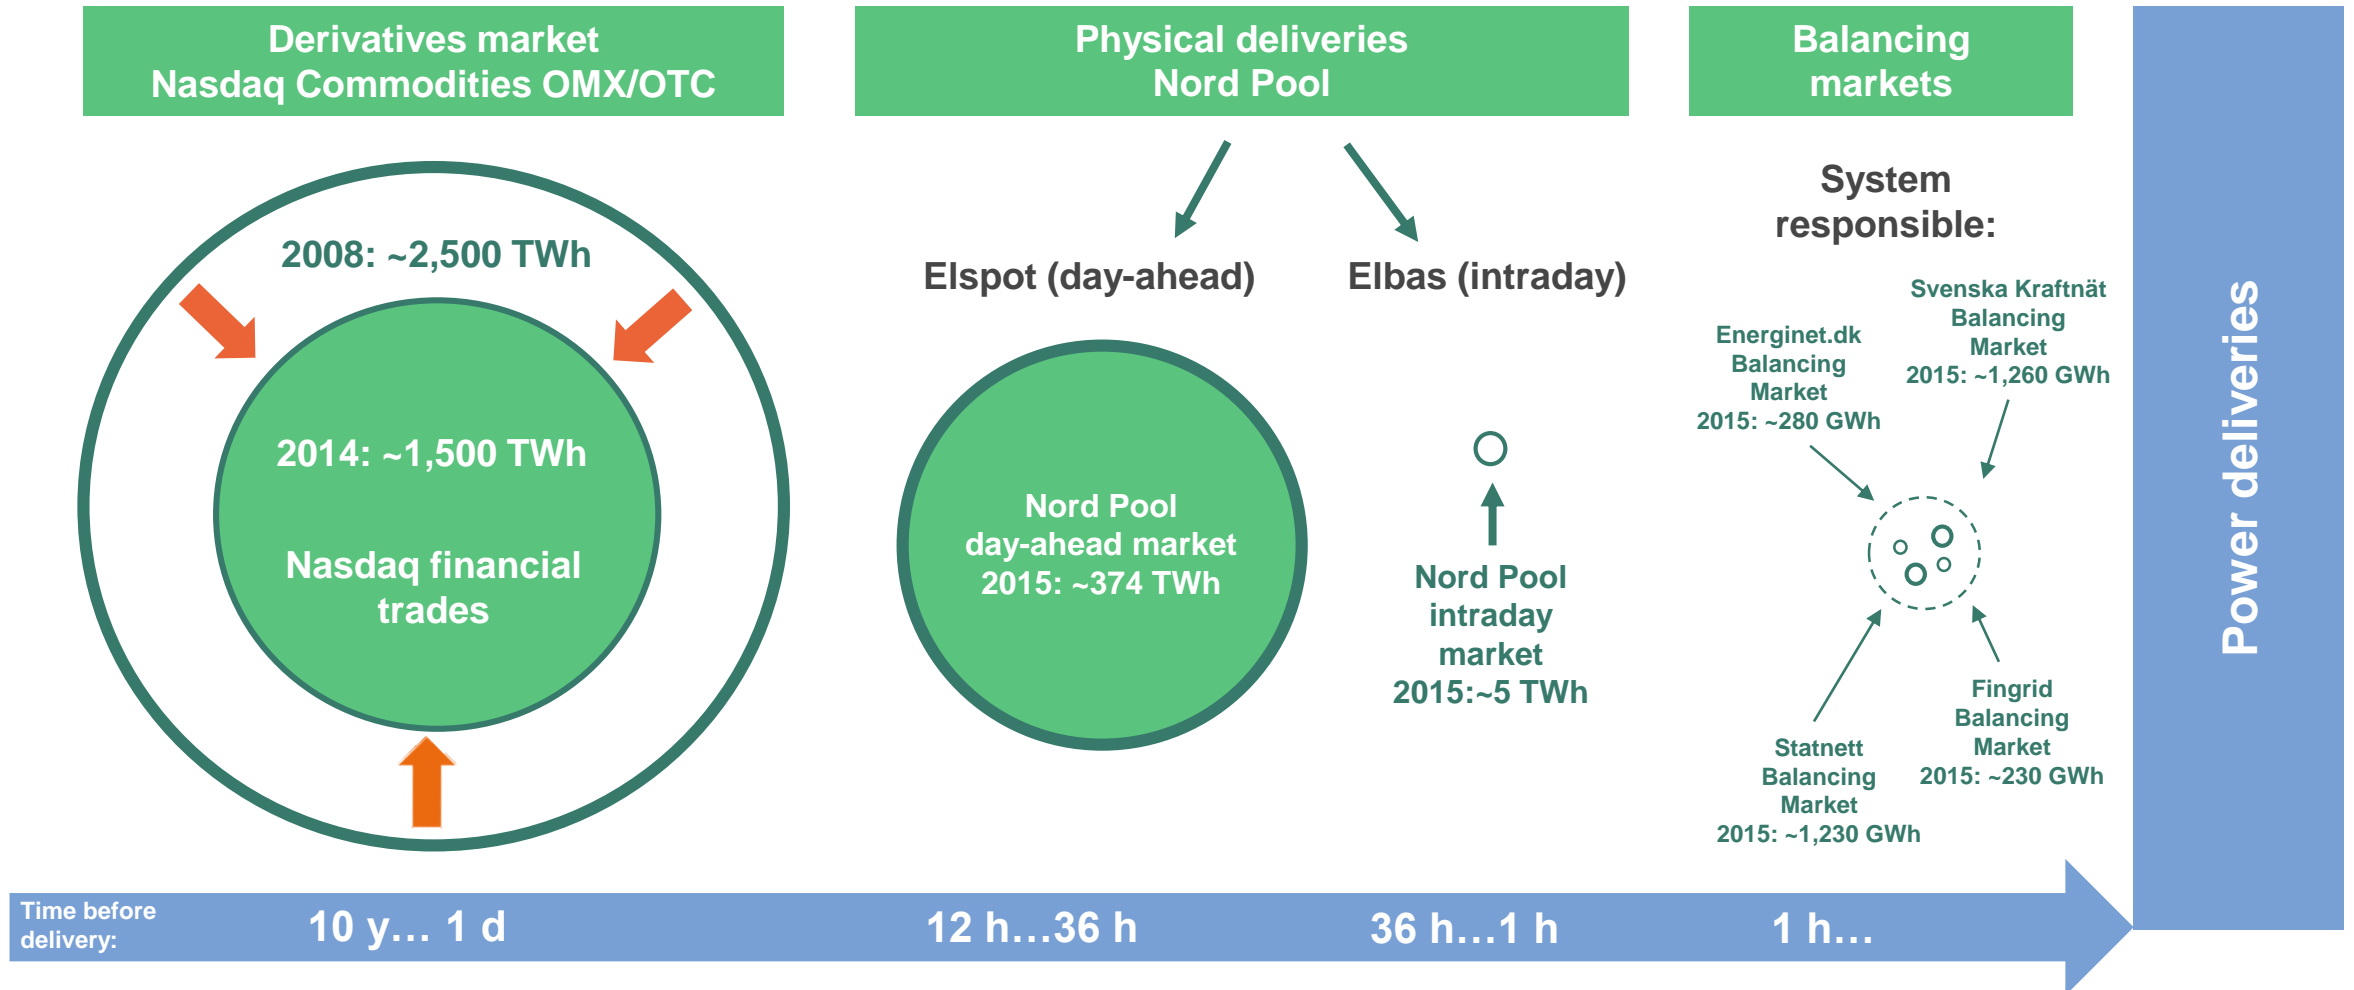 Derivatives market
Nasdaq Commodities OMX/OTC
2008: ~2,500 TWh
2014: ~1,500 TWh
Nasdaq financial
trades
Physical deliveries
Nord Pool
Elspot (day-ahead)
Elbas (intraday)
Nord Pool
day-ahead market
2015: ~374 TWh
Nord Pool
intraday
market
2015:~5 TWh
Balancing
markets
System
responsible:
Svenska Kraftnät
Balancing
Market
2015: ~1,260 GWh
Energinet.dk
Balancing
Market
2015: ~280 GWh
Fingrid
Balancing
Market
2015: ~230 GWh
Statnett
Balancing
Market
2015: ~1,230 GWh
Power deliveries
Time before
delivery:
10 y… 1 d
12 h…36 h
36 h…1 h
1 h…